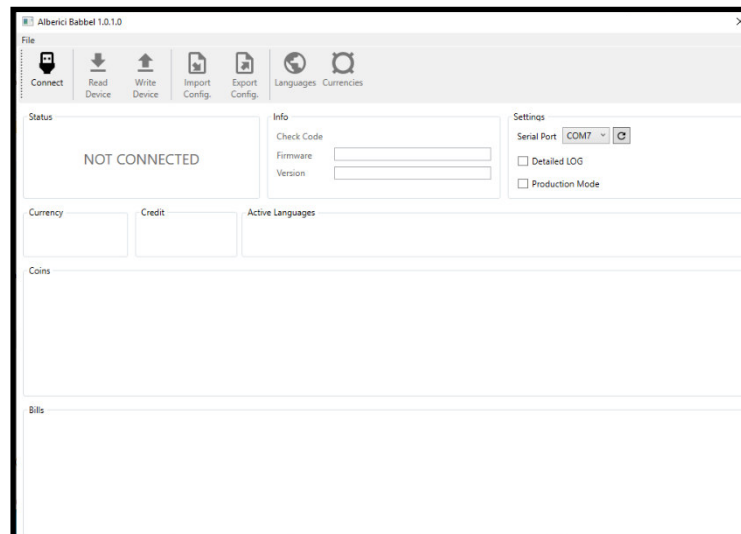 Alberici Babbel 1.0.1.0
File
Connect
Read Device
Write Device
Import Config.
Export Config.
Languages
Currencies
Status
NOT CONNECTED
Info
Check Code
Firmware
Version
Settings
Serial Port COM7
Detailed LOG
Production Mode
Currency
Credit
Active Languages
Coins
Bills